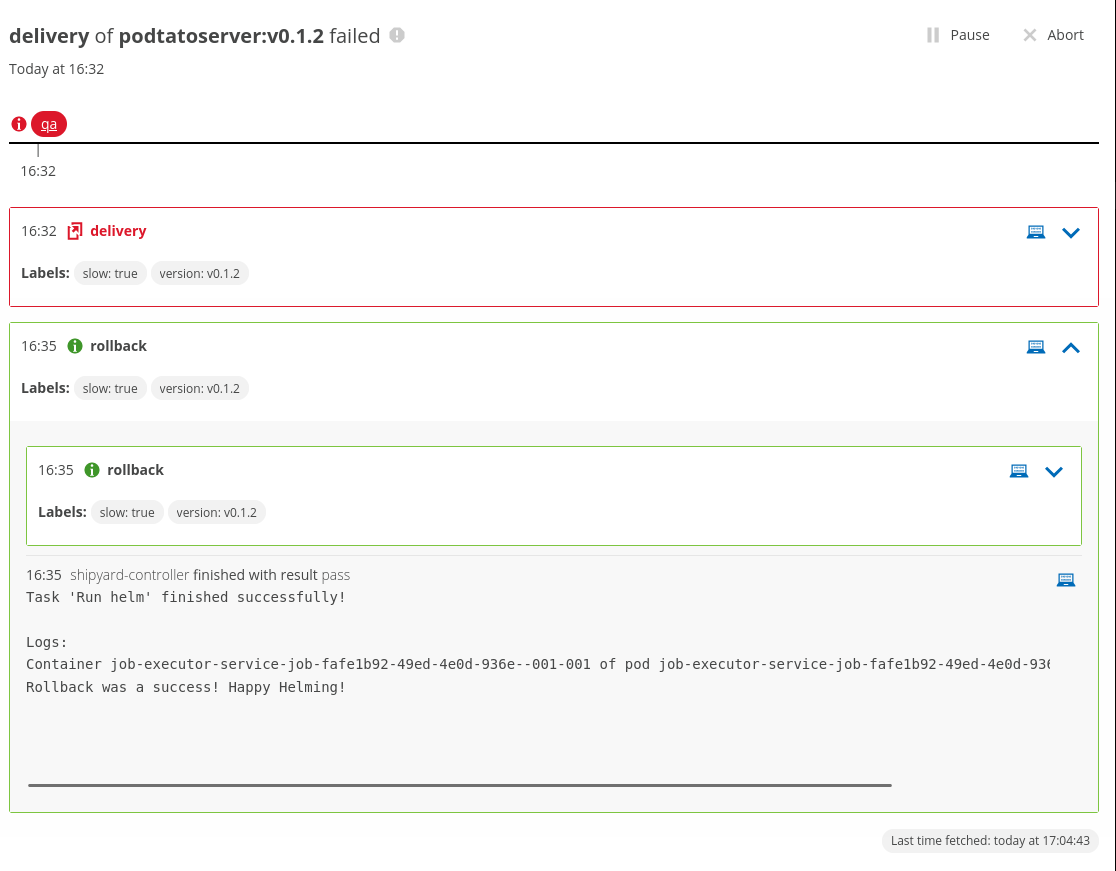 delivery of podtatoserver:v0.1.2 failed
Pause
Abort
Today at 16:32
qa
16:32
16:32 delivery
Labels: slow: true version: v0.1.2
16:35 rollback
Labels: slow: true version: v0.1.2
16:35 rollback
Labels: slow: true version: v0.1.2
16:35 shipyard-controller finished with result pass
Task 'Run helm' finished successfully!
Logs:
Container job-executor-service-job-fafe1b92-49ed-4e0d-936e--001-001 of pod job-executor-service-job-fafe1b92-49ed-4e0d-936
Rollback was a success! Happy Helming!
Last time fetched: today at 17:04:43